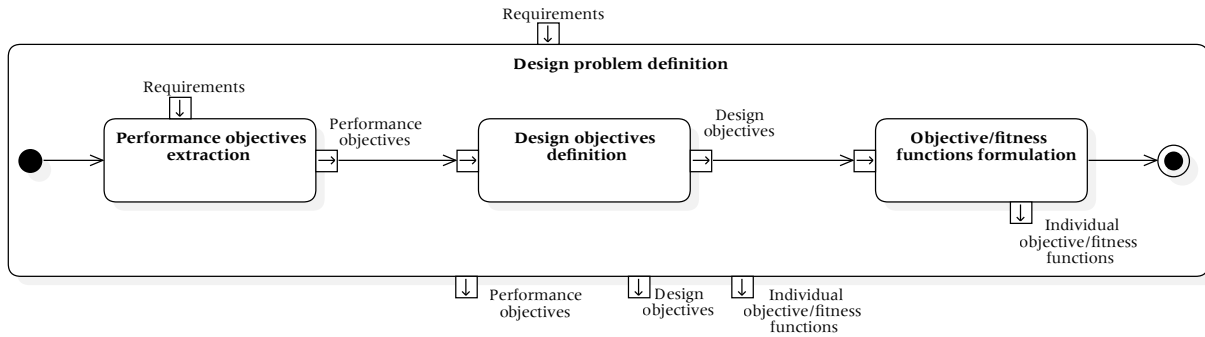 Requirements
Design problem definition
Requirements
Performance objectives
extraction
Performance
objectives
Design objectives
definition
Design
objectives
Objective/fitness
functions formulation
Individual
objective/fitness
functions
Performance
objectives
Design
objectives
Individual
objective/fitness
functions